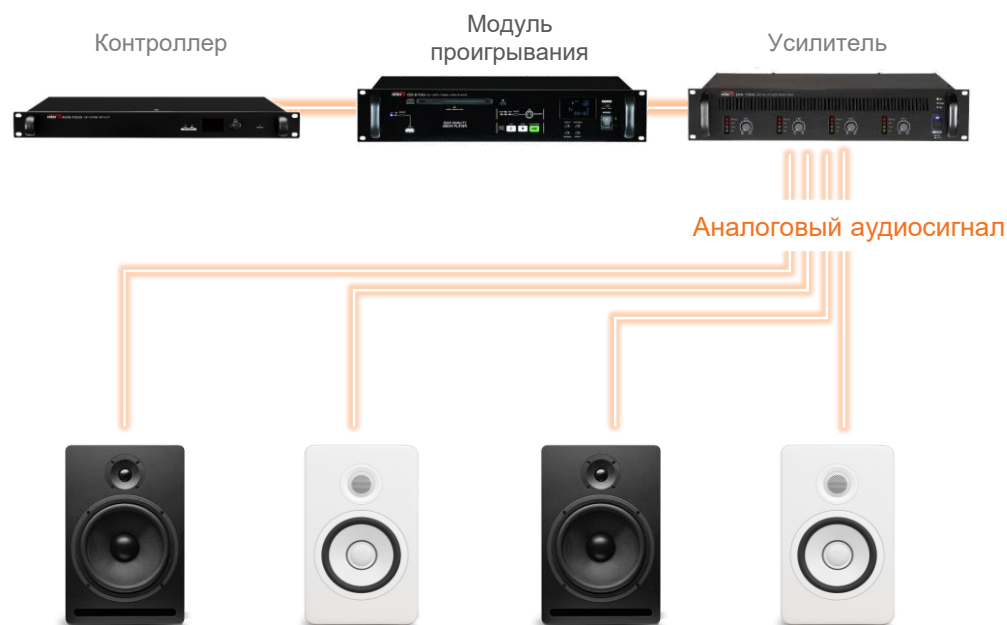 Контроллер
Модуль
проигрывания
Усилитель
Аналоговый аудиосигнал